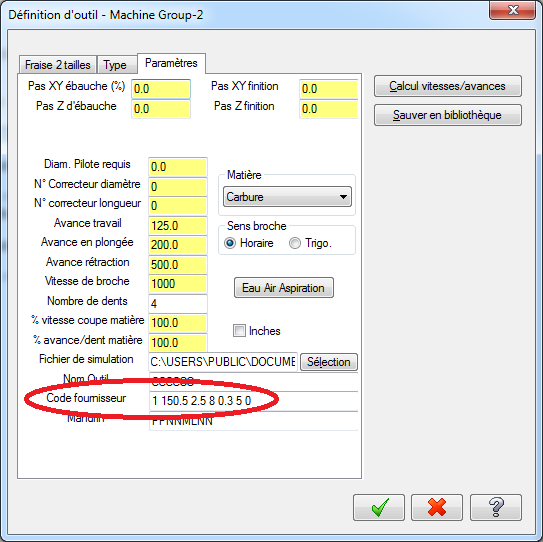 Définition d'outil - Machine Group-2
Fraise 2 tailles Type Paramètres
Pas XY ébauche (%) 0.0 Pas XY finition 0.0
Pas Z d'ébauche 0.0 Pas Z finition 0.0
Calcul vitesses/avances
Sauver en bibliothèque
Diam. Pilote requis 0.0
N° Correcteur diamètre 0
N° correcteur longueur 0
Avance travail 125.0
Avance en plongée 200.0
Avance rétraction 500.0
Vitesse de broche 1000
Nombre de dents 4
% vitesse coupe matière 100.0
% avance/dent matière 100.0
Matière
Carbure
Sens broche
Horaire Trigo.
Eau Air Aspiration
Inches
Fichier de simulation C:\USERS\PUBLIC\DOCUME Sélection
Nom Outil
Code fournisseur 1 150.5 2.5 8 0.3 5 0
Mandrin
?